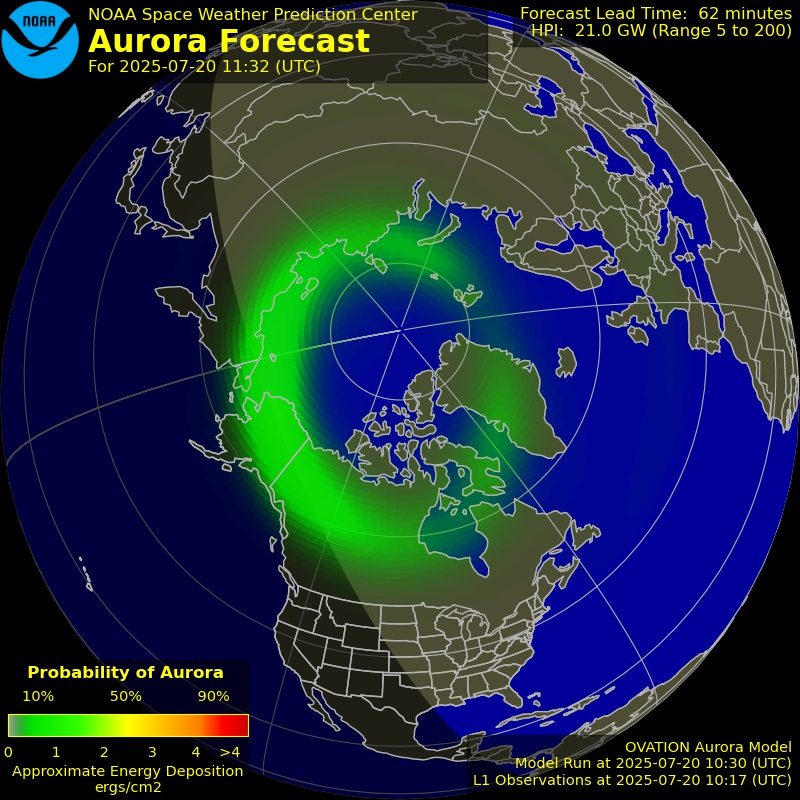 NOAA
NOAA Space Weather Prediction Center
Aurora Forecast
For 2025-07-20 11:32 (UTC)
Forecast Lead Time: 62 minutes
HPI: 21.0 GW (Range 5 to 200)
Probability of Aurora
10% 50% 90%
0 1 2 3 4 >4
Approximate Energy Deposition
ergs/cm2
OVATION Aurora Model
Model Run at 2025-07-20 10:30 (UTC)
L1 Observations at 2025-07-20 10:17 (UTC)